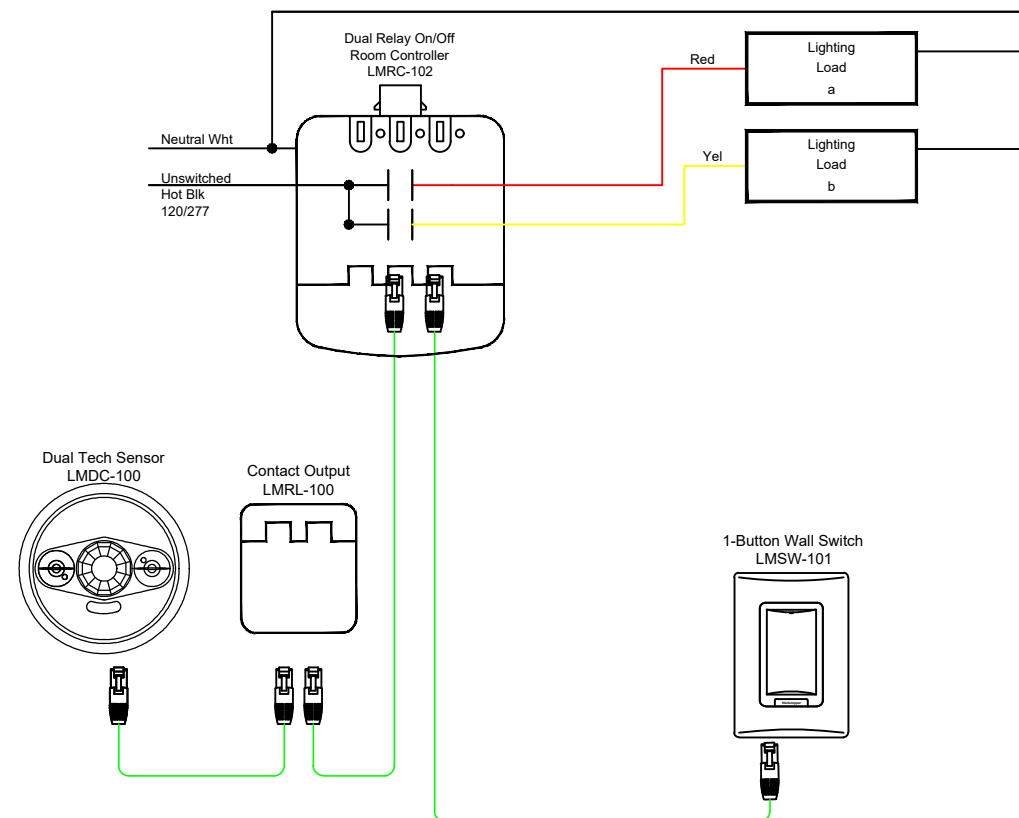 Dual Relay On/Off
Room Controller
LMRC-102
Red
Lighting
Load
a
Neutral Wht
Yel
Lighting
Load
b
Unswitched
Hot Blk
120/277
Dual Tech Sensor
LMDC-100
Contact Output
LMRL-100
1-Button Wall Switch
LMSW-101